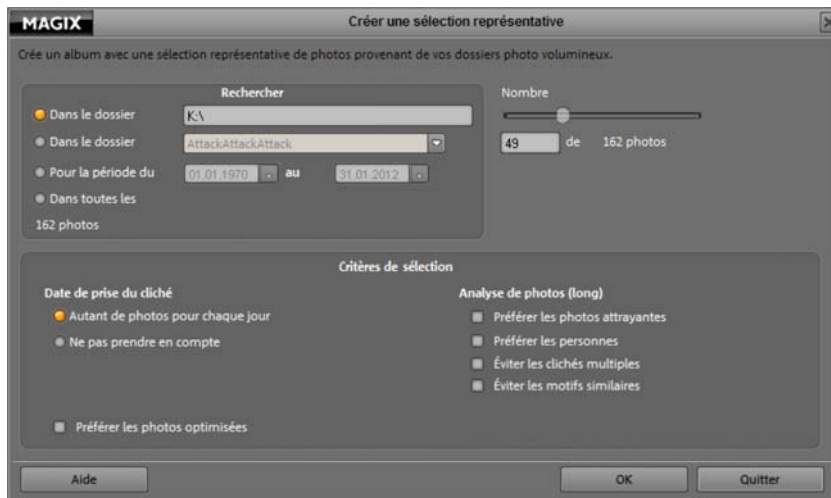 MAGIX
Créer une sélection représentative
Crée un album avec une sélection représentative de photos provenant de vos dossiers photo volumineux.
Rechercher
Dans le dossier
K:\
Dans le dossier
AttackAttackAttack
Pour la période du
01.01.1970
au
31.01.2012
Dans toutes les
162 photos
Nombre
49
de
162 photos
Critères de sélection
Date de prise du cliché
Autant de photos pour chaque jour
Ne pas prendre en compte
Préférer les photos optimisées
Analyse de photos (long)
Préférer les photos attrayantes
Préférer les personnes
Éviter les clichés multiples
Éviter les motifs similaires
Aide
OK
Quitter